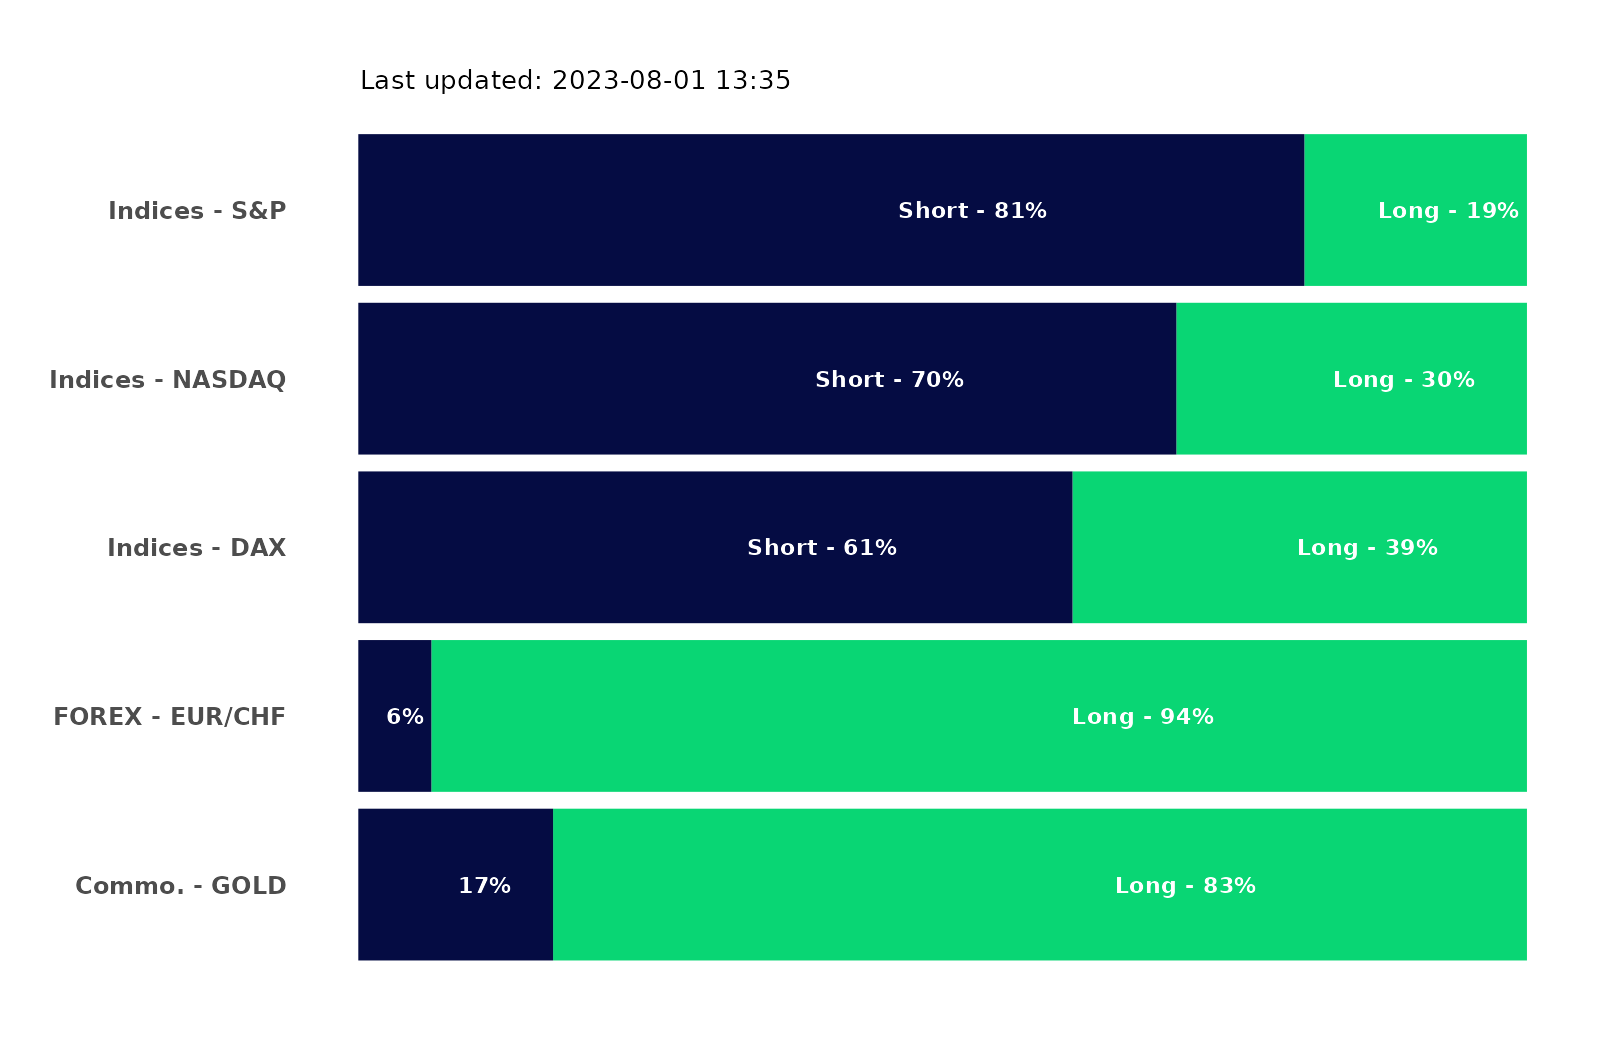 Last updated: 2023-08-01 13:35
Indices - S&P Short - 81% Long - 19%
Indices - NASDAQ Short - 70% Long - 30%
Indices - DAX Short - 61% Long - 39%
FOREX - EUR/CHF 6% Long - 94%
Commo. - GOLD 17% Long - 83%